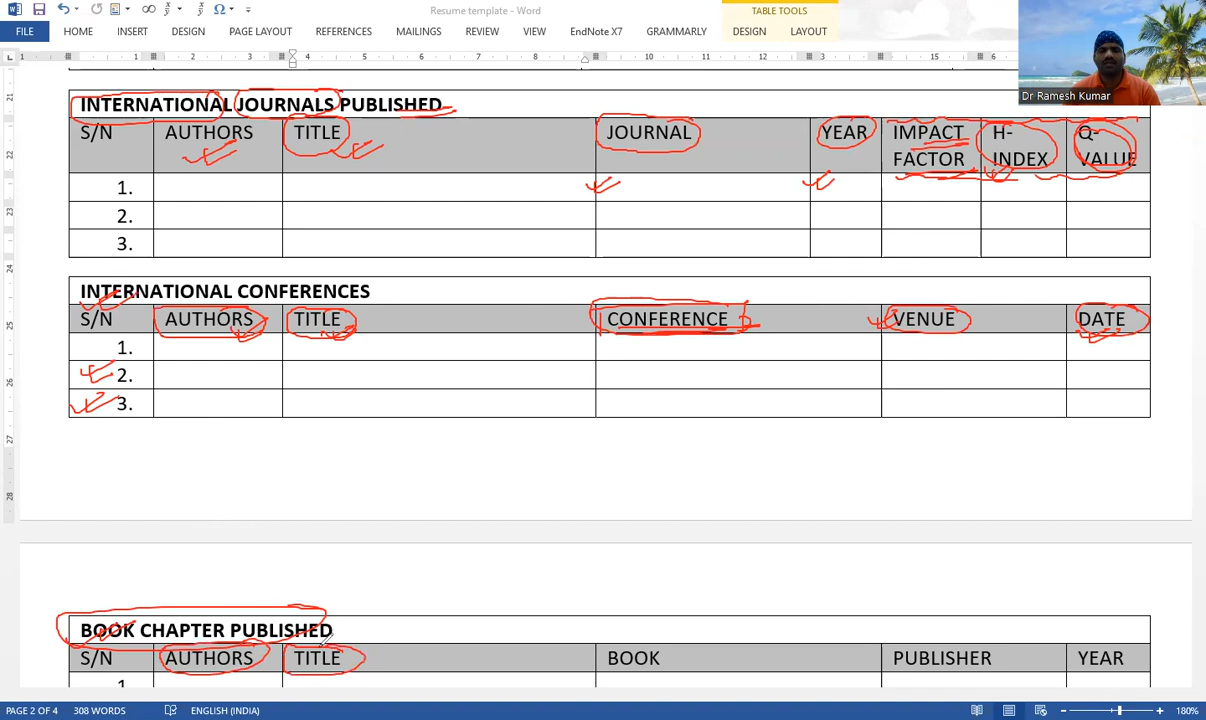 Resume template - Word
TABLE TOOLS
FILE HOME INSERT DESIGN PAGE LAYOUT REFERENCES MAILINGS REVIEW VIEW EndNote X7 GRAMMARLY DESIGN LAYOUT
Dr Ramesh Kumar
INTERNATIONAL JOURNALS PUBLISHED
S/N AUTHORS TITLE JOURNAL YEAR IMPACT FACTOR H-INDEX Q-VALUE
1.
2.
3.
INTERNATIONAL CONFERENCES
S/N AUTHORS TITLE CONFERENCE VENUE DATE
1.
2.
3.
BOOK CHAPTER PUBLISHED
S/N AUTHORS TITLE BOOK PUBLISHER YEAR
1
PAGE 2 OF 4 308 WORDS ENGLISH (INDIA) 180%